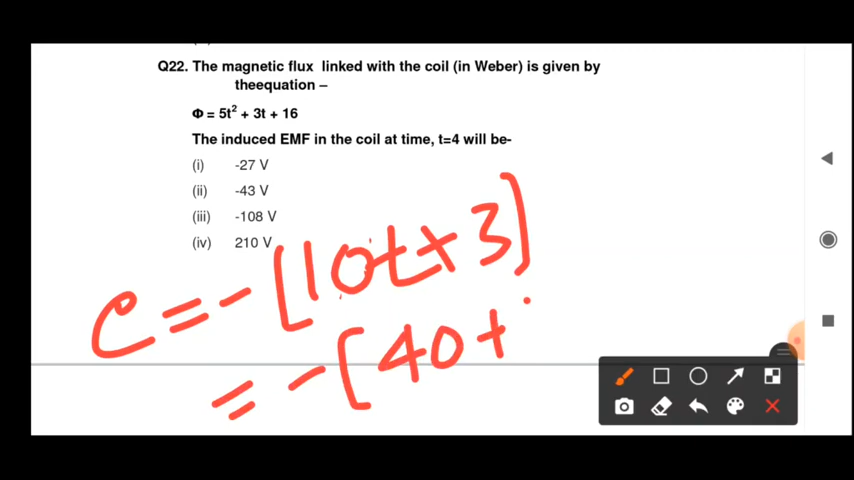 Q22. The magnetic flux linked with the coil (in Weber) is given by
theequation –
Φ = 5t² + 3t + 16
The induced EMF in the coil at time, t=4 will be-
(i) -27 V
(ii) -43 V
(iii) -108 V
(iv) 210 V
e = - [10t + 3]
= - [40 +